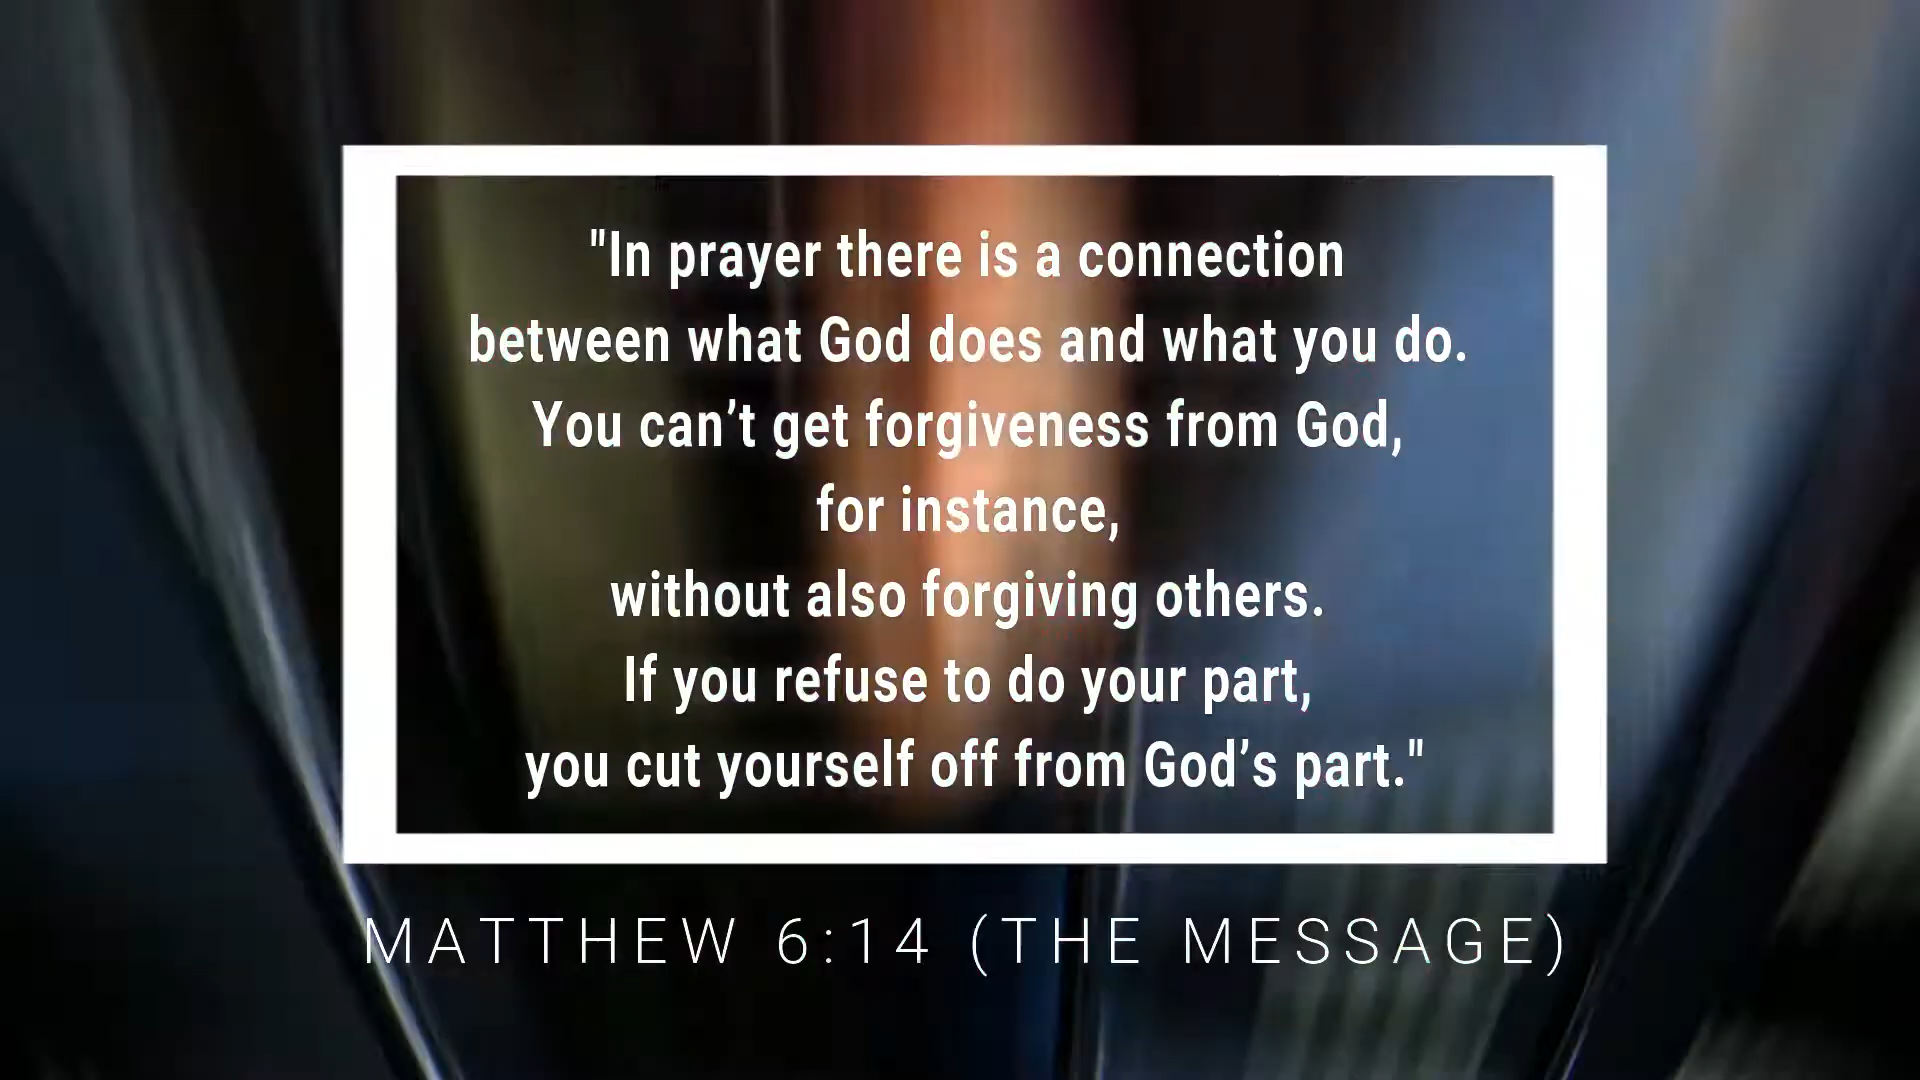 "In prayer there is a connection
between what God does and what you do.
You can’t get forgiveness from God,
for instance,
without also forgiving others.
If you refuse to do your part,
you cut yourself off from God’s part."
MATTHEW 6:14 (THE MESSAGE)